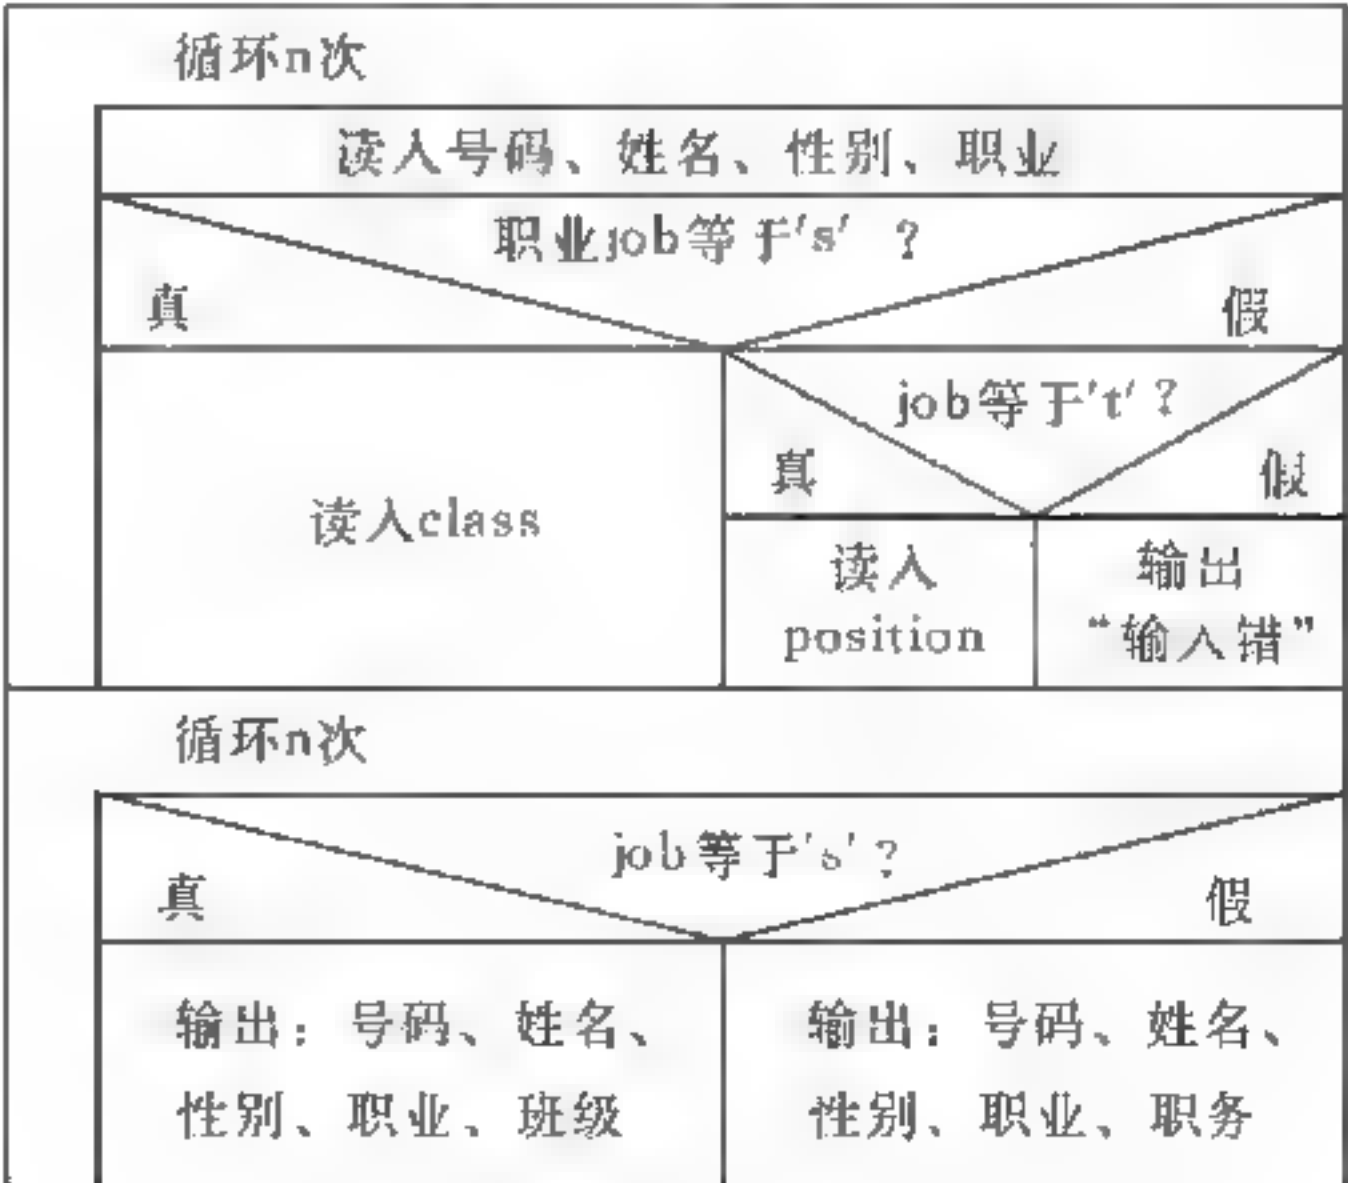 循环n次
读入号码、姓名、性别、职业
职业job等于's' ?
真
假
job等于't'?
真
假
读入class
读入
position
输出
“输入错”
循环n次
job等于's'?
真
假
输出：号码、姓名、
性别、职业、班级
输出：号码、姓名、
性别、职业、职务